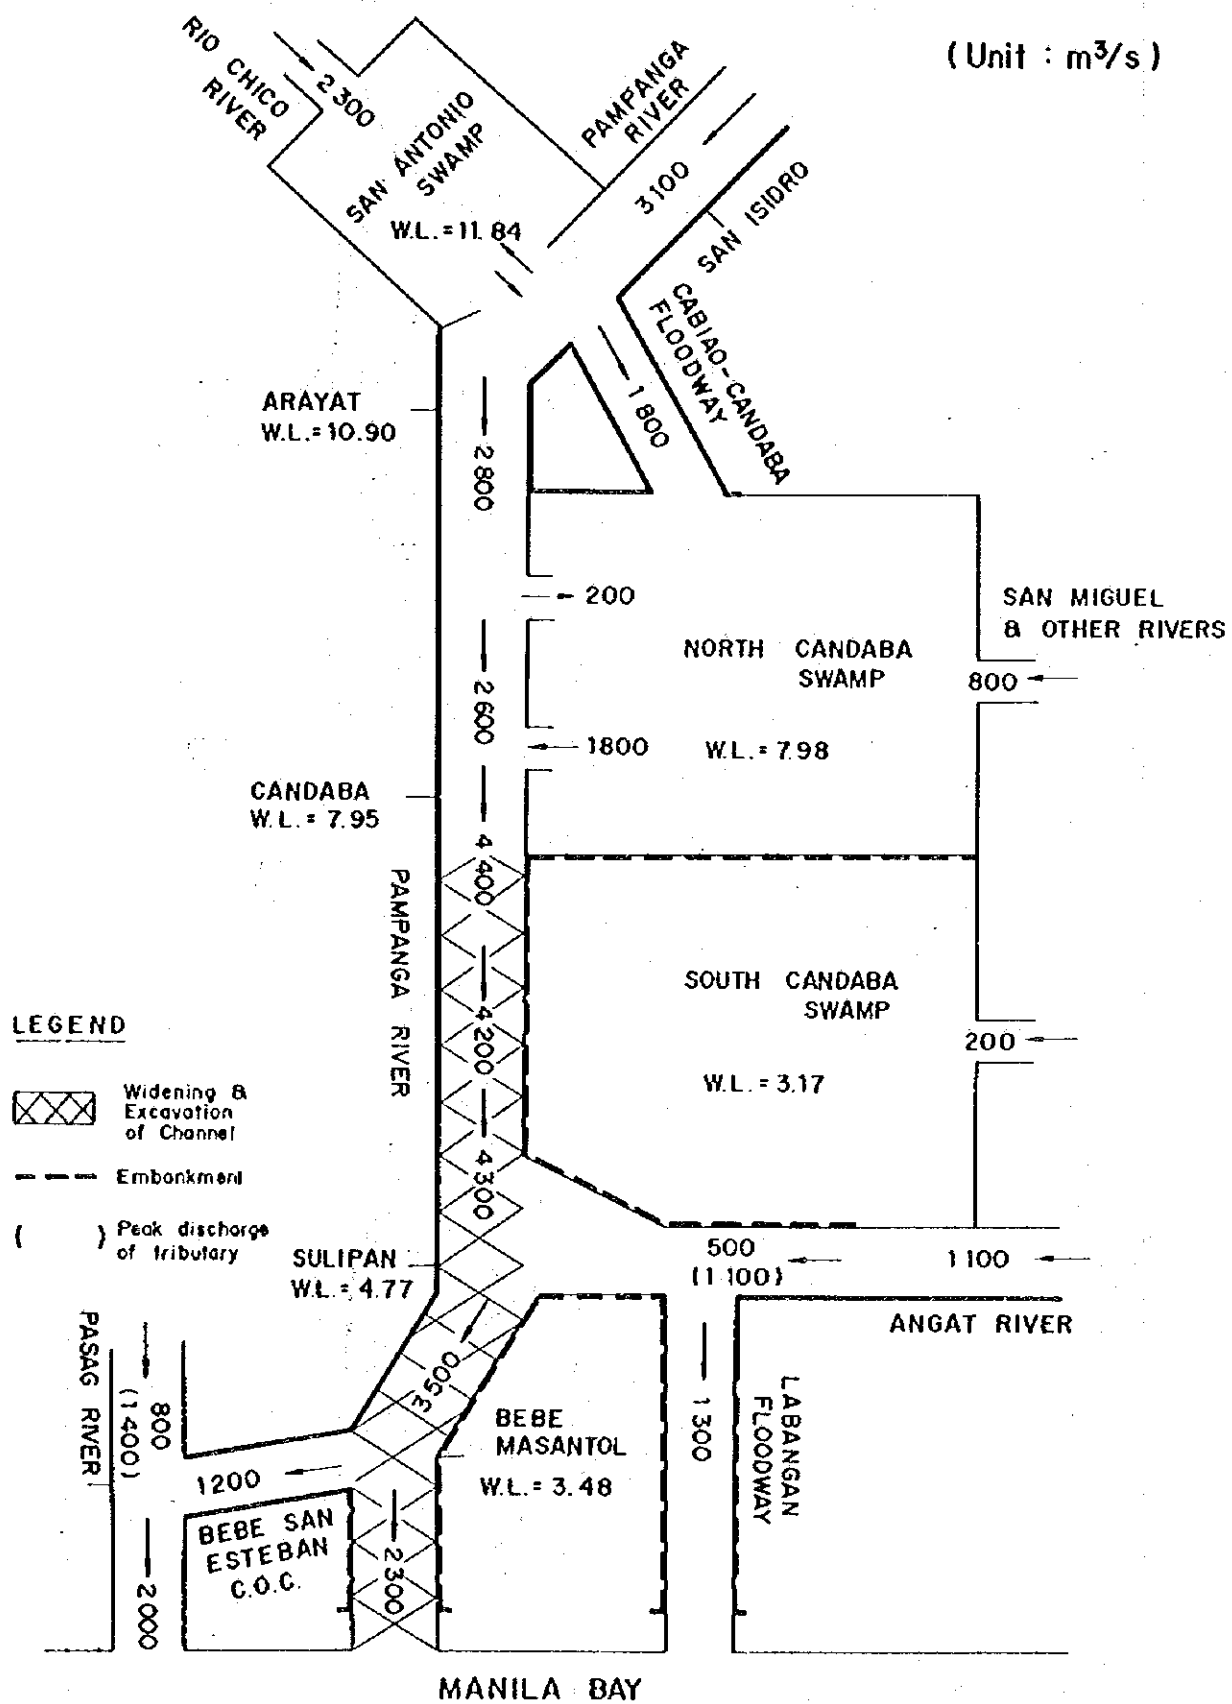 ( Unit : m³/s )
RIO CHICO
RIVER
2300
SAN ANTONIO
SWAMP
W.L. = 11.84
PAMPANGA
RIVER
3100
SAN ISIDRO
CABIAO-CANDABA
FLOODWAY
1800
ARAYAT
W.L. = 10.90
2800
200
SAN MIGUEL
& OTHER RIVERS
NORTH CANDABA
SWAMP
800
2600
1800
W.L. = 7.98
CANDABA
W.L. = 7.95
4400
PAMPANGA RIVER
SOUTH CANDABA
SWAMP
4200
200
W.L. = 3.17
LEGEND
Widening &
Excavation
of Channel
Embankment
( ) Peak discharge
of tributary
4300
SULIPAN
W.L. = 4.77
500
(1100)
1100
ANGAT RIVER
PASAG RIVER
800
(1400)
3500
BEBE
MASANTOL
W.L. = 3.48
1300
LABANGAN
FLOODWAY
1200
BEBE SAN
ESTEBAN
C.O.C.
2300
2000
MANILA BAY